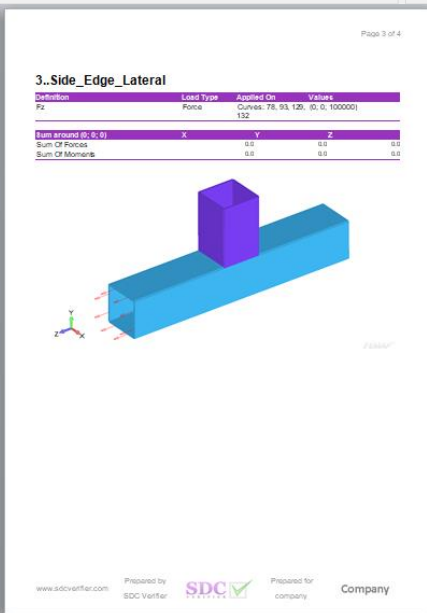 Page 3 of 4
3..Side_Edge_Lateral
Definition Load Type Applied On Values
Fz Force Curves: 78, 93, 129, (0; 0; 100000)
132
Sum around (0; 0; 0) X Y Z
Sum Of Forces 0.0 0.0 0.0
Sum Of Moments 0.0 0.0 0.0
Y
Z X
www.sdcverifier.com Prepared by SDC Verifier SDC VERIFIER Prepared for company Company